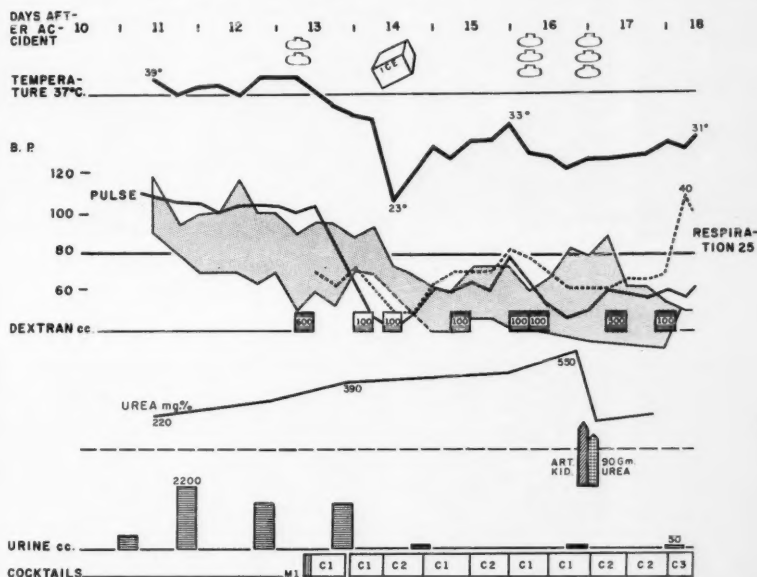 DAYS AFT-
ER AC-
CIDENT
10 11 12 13 14 15 16 17 18
ICE
TEMPERA-
TURE 37°C.
39°
33°
31°
23°
B. P.
120
100
80
60
PULSE
40
RESPIRA-
TION 25
DEXTRAN cc.
500 100 100 100 100 100 500 100
UREA mg.%
220
390
550
ART.
KID.
90 Gm.
UREA
2200
50
URINE cc.
COCKTAILS
M1 C1 C1 C2 C1 C2 C1 C1 C2 C2 C3